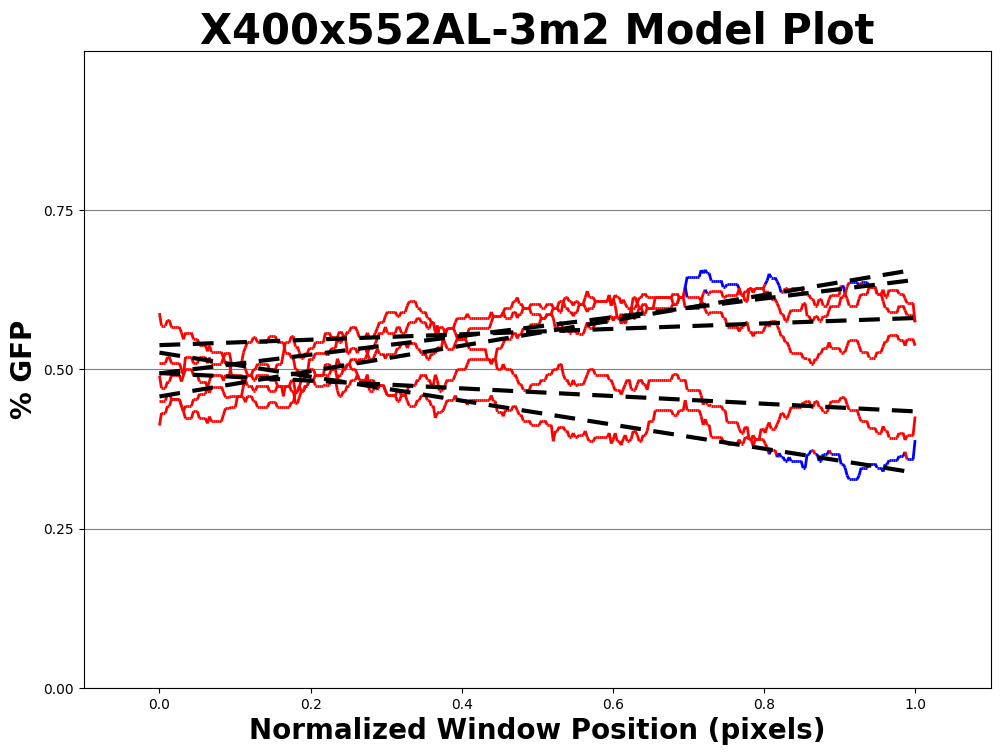 X400x552AL-3m2 Model Plot
% GFP
0.75
0.50
0.25
0.00
0.0 0.2 0.4 0.6 0.8 1.0
Normalized Window Position (pixels)